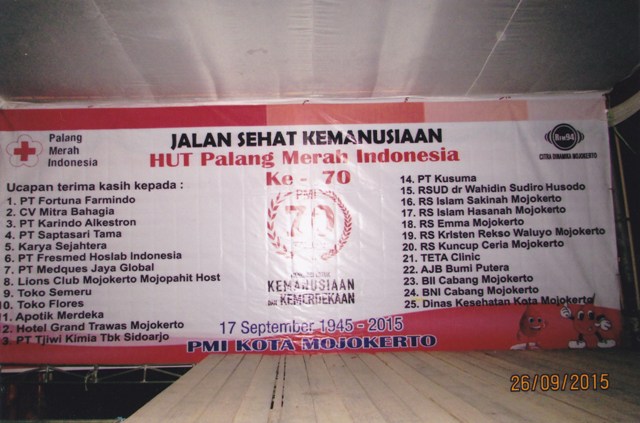 Palang
Merah
Indonesia
JALAN SEHAT KEMANUSIAAN
HUT Palang Merah Indonesia
Ke - 70
CITRA DINAMIKA MOJOKERTO
Ucapan terima kasih kepada :
1. PT Fortuna Farmindo
2. CV Mitra Bahagia
3. PT Karindo Alkestron
4. PT Saptasari Tama
5. Karya Sejahtera
6. PT Fresmed Hoslab Indonesia
7. PT Medques Jaya Global
8. Lions Club Mojokerto Mojopahit Host
9. Toko Semeru
10. Toko Flores
11. Apotik Merdeka
2. Hotel Grand Trawas Mojokerto
3 PT Tjiwi Kimia Tbk Sidoarjo
PMI
70
KEMANUSIAAN
KEMERDEKAAN
14. PT Kusuma
15. RSUD dr Wahidin Sudiro Husodo
16. RS Islam Sakinah Mojokerto
17. RS Islam Hasanah Mojokerto
18. RS Emma Mojokerto
19. RS Kristen Rekso Waluyo Mojokerto
20. RS Kuncup Ceria Mojokerto
21. TETA Clinic
22. AJB Bumi Putera
23. BII Cabang Mojokerto
24. BNI Cabang Mojokerto
25. Dinas Kesehatan Kota Mojokerto
17 September 1945 - 2015
PMI KOTA MOJOKERTO
26/09/2015